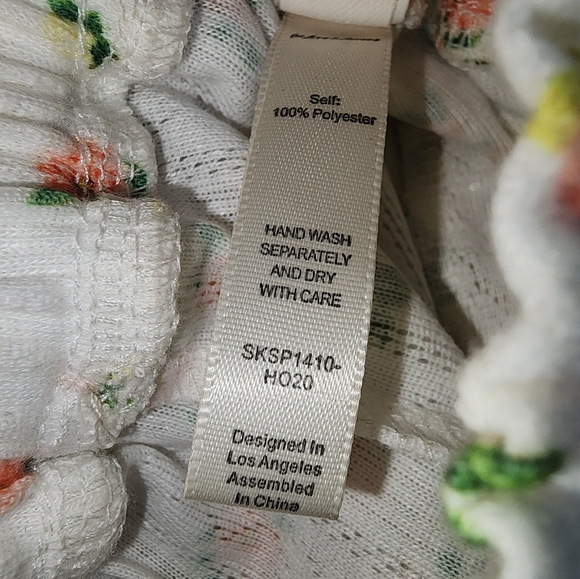 Self:
100% Polyester
HAND WASH
SEPARATELY
AND DRY
WITH CARE
SKSP1410-
HO20
Designed In
Los Angeles
Assembled
In China